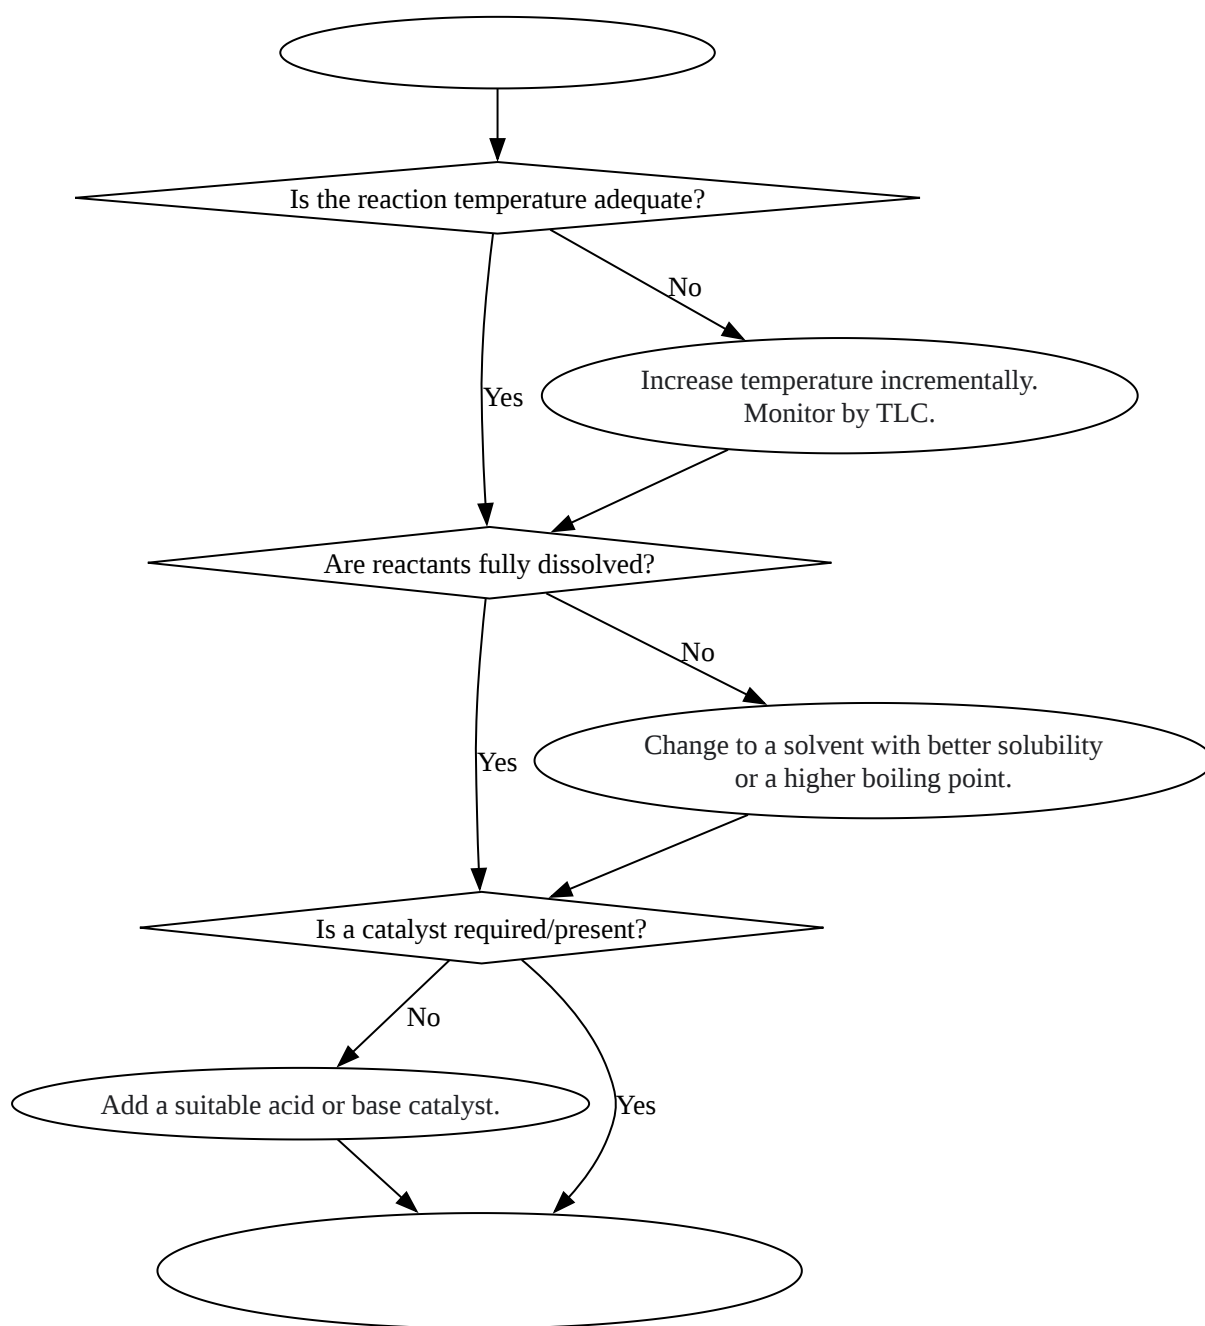 Is the reaction temperature adequate?
No
Increase temperature incrementally.
Monitor by TLC.
Yes
Are reactants fully dissolved?
No
Change to a solvent with better solubility
or a higher boiling point.
Yes
Is a catalyst required/present?
No
Add a suitable acid or base catalyst.
Yes